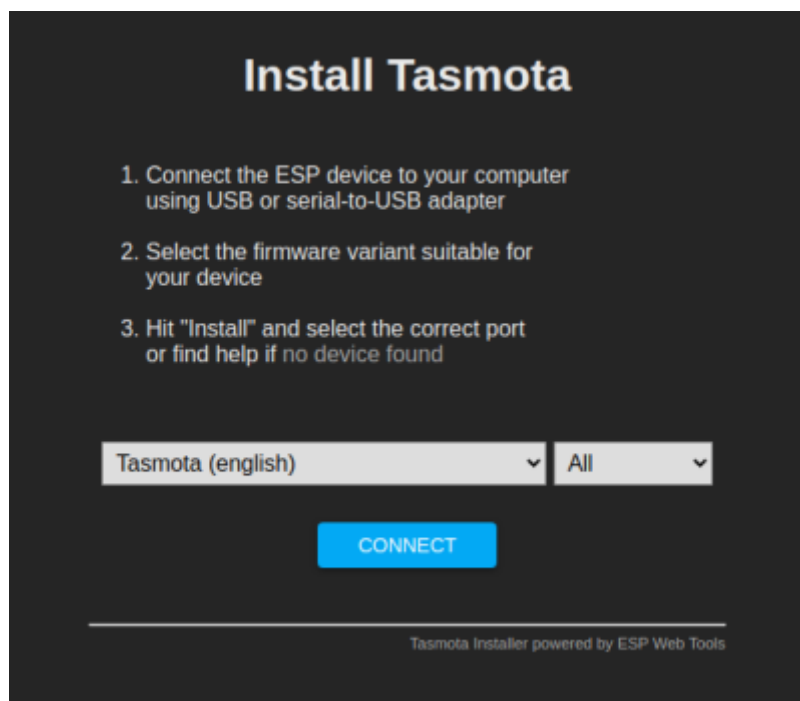 Install Tasmota
1. Connect the ESP device to your computer
using USB or serial-to-USB adapter
2. Select the firmware variant suitable for
your device
3. Hit "Install" and select the correct port
or find help if no device found
Tasmota (english) All
CONNECT
Tasmota Installer powered by ESP Web Tools